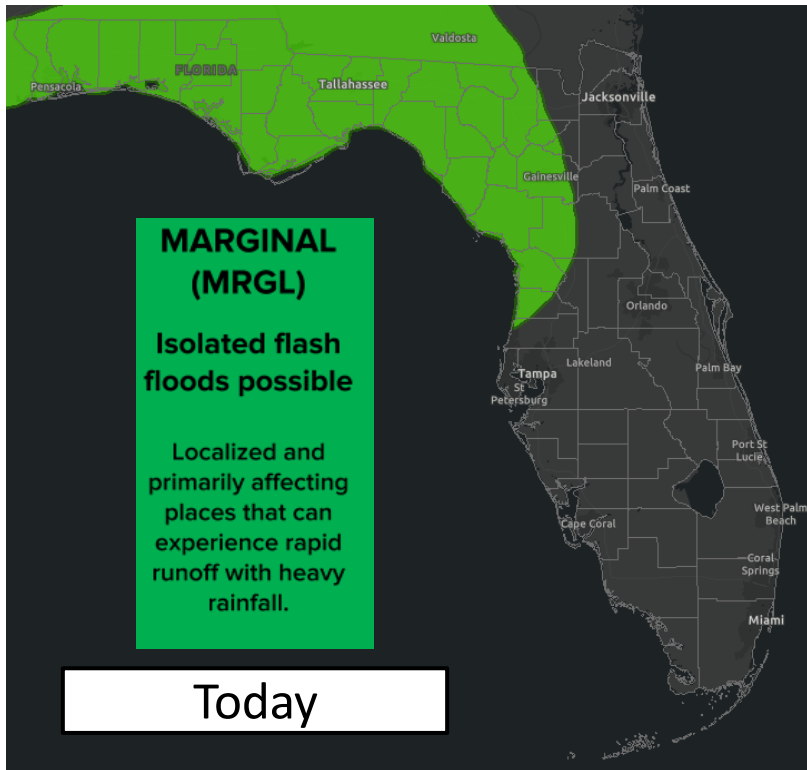 Valdosta
FLORIDA
Pensacola
Tallahassee
Jacksonville
Gainesville
Palm Coast
MARGINAL
(MRGL)
Isolated flash
floods possible
Localized and
primarily affecting
places that can
experience rapid
runoff with heavy
rainfall.
Orlando
Lakeland
Palm Bay
Tampa
St
Petersburg
Port St
Lucie
West Palm
Beach
Cape Coral
Coral
Springs
Miami
Today